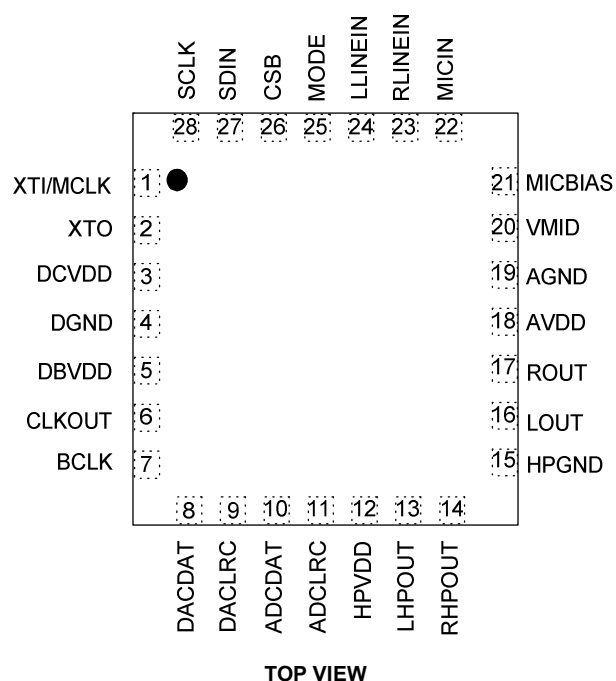 SCLK
SDIN
CSB
MODE
LLINEIN
RLINEIN
MICIN
28 27 26 25 24 23 22
XTI/MCLK 1 21 MICBIAS
XTO 2 20 VMID
DCVDD 3 19 AGND
DGND 4 18 AVDD
DBVDD 5 17 ROUT
CLKOUT 6 16 LOUT
BCLK 7 15 HPGND
8 9 10 11 12 13 14
DACDAT
DACLRC
ADCDAT
ADCLRC
HPVDD
LHPOUT
RHPOUT
TOP VIEW